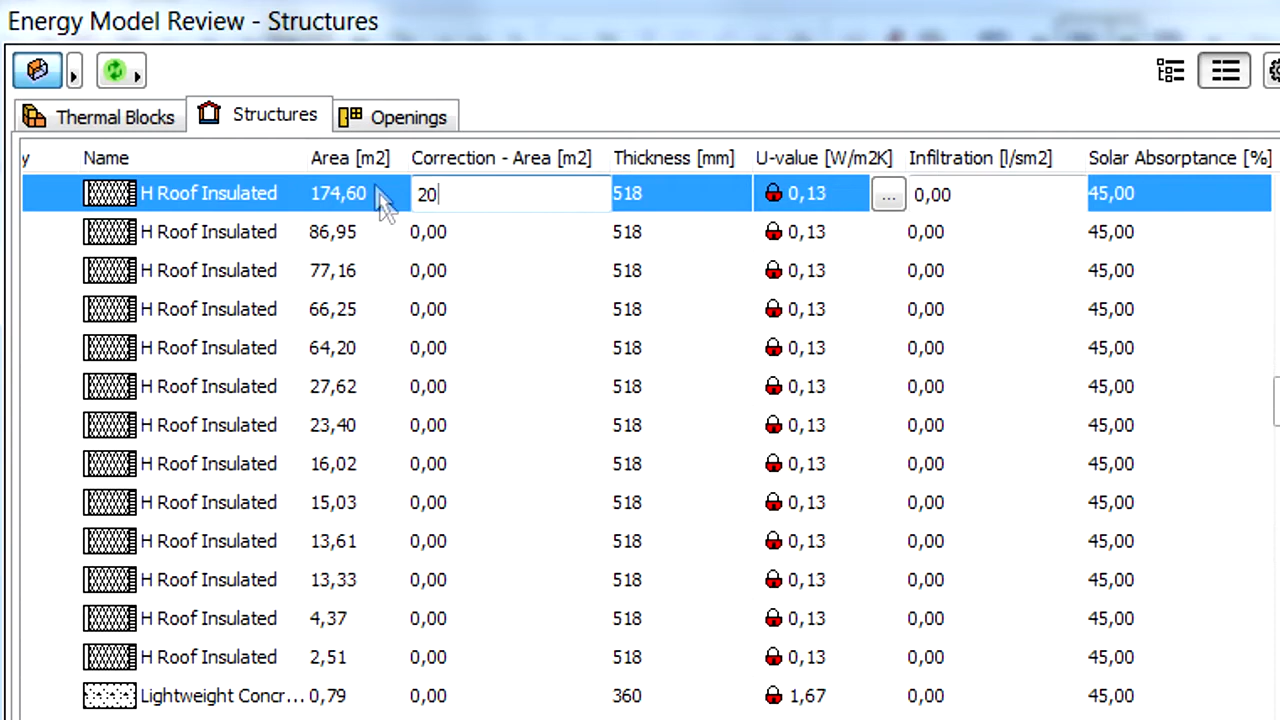 Energy Model Review - Structures
Thermal Blocks Structures Openings
y Name Area [m2] Correction - Area [m2] Thickness [mm] U-value [W/m2K] Infiltration [l/sm2] Solar Absorptance [%]
H Roof Insulated 174,60 20 518 0,13 ... 0,00 45,00
H Roof Insulated 86,95 0,00 518 0,13 0,00 45,00
H Roof Insulated 77,16 0,00 518 0,13 0,00 45,00
H Roof Insulated 66,25 0,00 518 0,13 0,00 45,00
H Roof Insulated 64,20 0,00 518 0,13 0,00 45,00
H Roof Insulated 27,62 0,00 518 0,13 0,00 45,00
H Roof Insulated 23,40 0,00 518 0,13 0,00 45,00
H Roof Insulated 16,02 0,00 518 0,13 0,00 45,00
H Roof Insulated 15,03 0,00 518 0,13 0,00 45,00
H Roof Insulated 13,61 0,00 518 0,13 0,00 45,00
H Roof Insulated 13,33 0,00 518 0,13 0,00 45,00
H Roof Insulated 4,37 0,00 518 0,13 0,00 45,00
H Roof Insulated 2,51 0,00 518 0,13 0,00 45,00
Lightweight Concr... 0,79 0,00 360 1,67 0,00 45,00